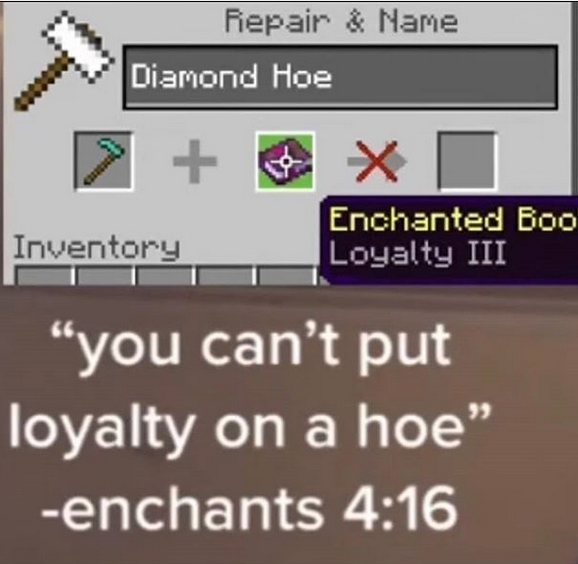 Repair & Name
Diamond Hoe
Enchanted Boo
Loyalty III
Inventory
“you can’t put
loyalty on a hoe”
-enchants 4:16